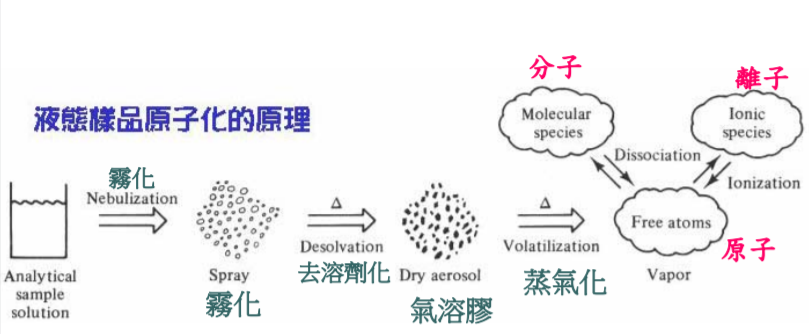 液態樣品原子化的原理
分子
離子
Molecular
species
Ionic
species
Dissociation
Ionization
霧化
Nebulization
Δ
Desolvation
去溶劑化
Δ
Volatilization
蒸氣化
Free atoms
原子
Analytical
sample
solution
Spray
霧化
Dry aerosol
氣溶膠
Vapor